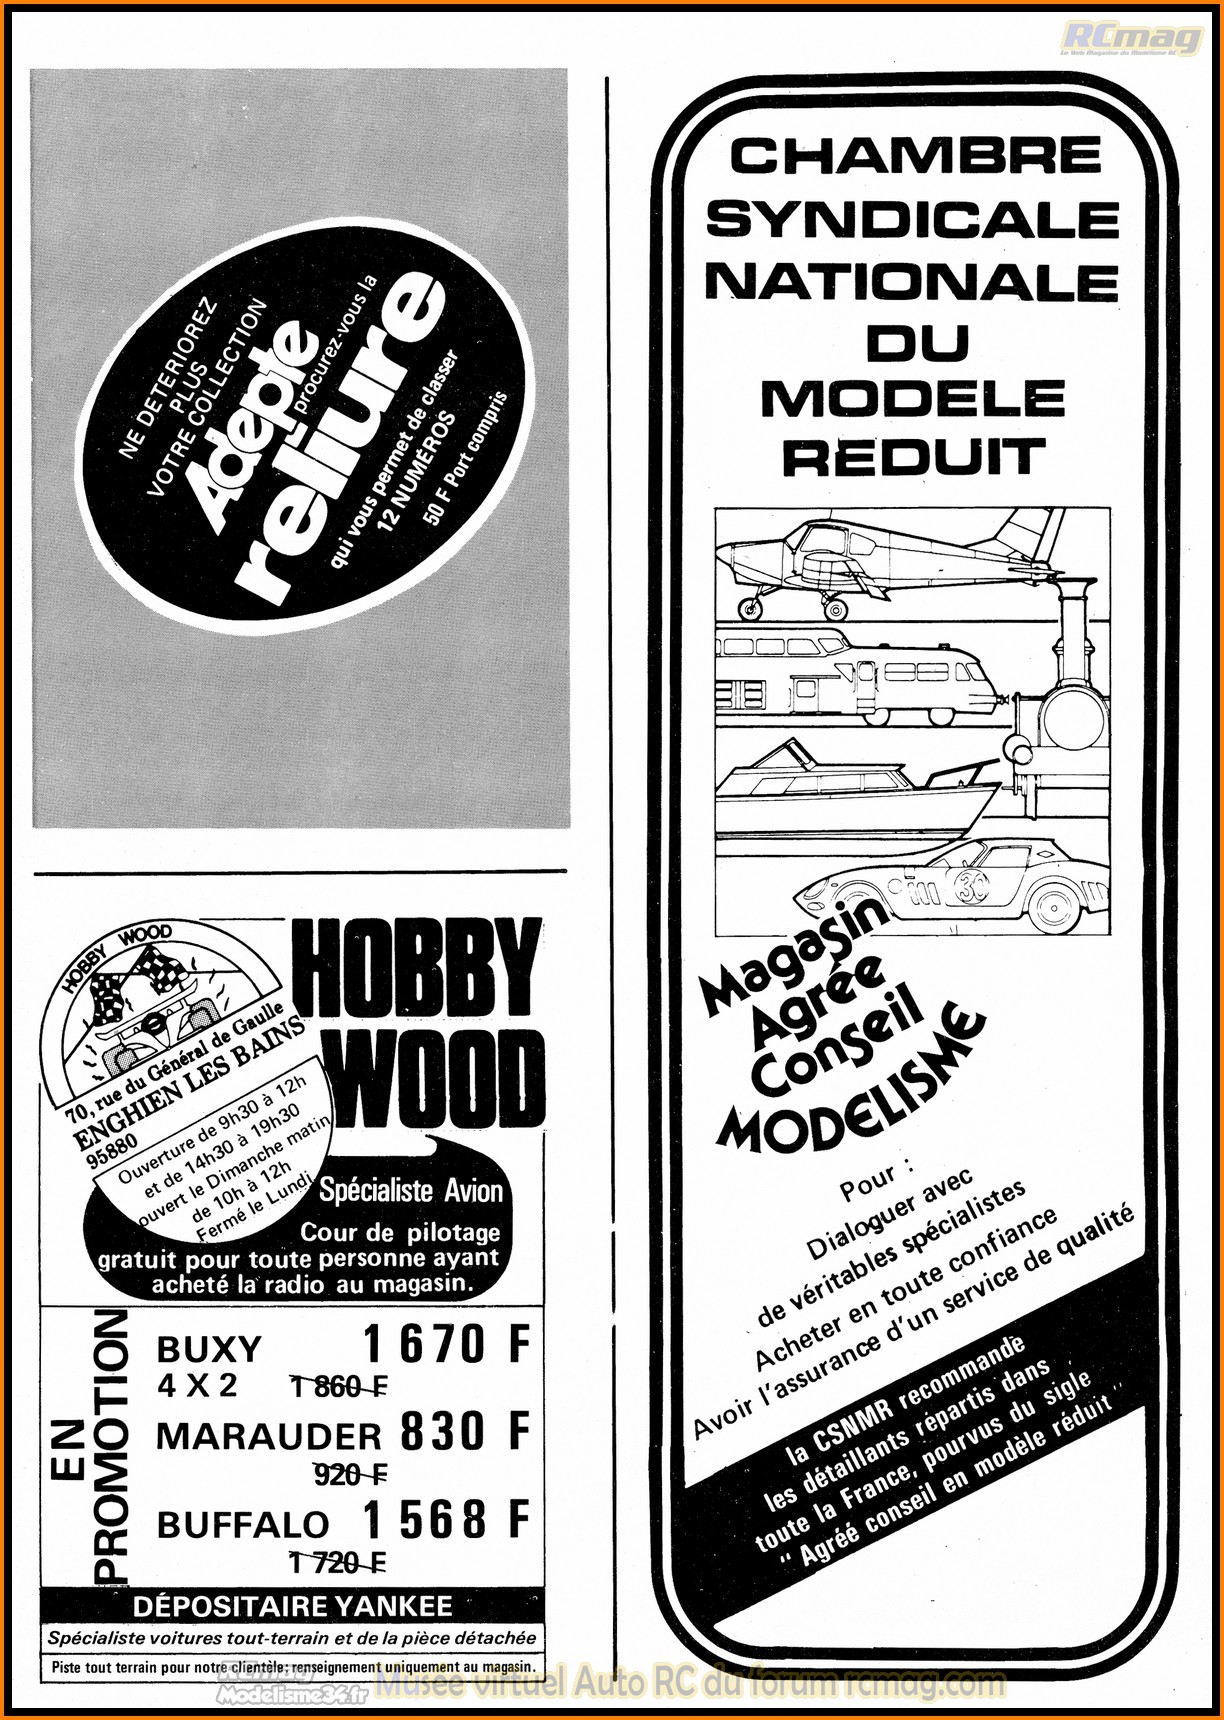 RCmag
Le Web Magazine du Modélisme RC
NE DETERIOREZ
PLUS
VOTRE COLLECTION
Adepte
procurez-vous la
reliure
qui vous permet de classer
12 NUMÉROS
50 F Port compris
HOBBY WOOD
70, rue du Général de Gaulle
ENGHIEN LES BAINS
95880
Ouverture de 9h30 à 12h
et de 14h30 à 19h30
ouvert le Dimanche matin
de 10h à 12h
Fermé le Lundi
HOBBY
WOOD
Spécialiste Avion
Cour de pilotage
gratuit pour toute personne ayant
acheté la radio au magasin.
EN
PROMOTION
BUXY 1 670 F
4 X 2 1 860 F
MARAUDER 830 F
920 F
BUFFALO 1 568 F
1 720 F
DÉPOSITAIRE YANKEE
Spécialiste voitures tout-terrain et de la pièce détachée
Piste tout terrain pour notre clientèle; renseignement uniquement au magasin.
CHAMBRE
SYNDICALE
NATIONALE
DU
MODELE
REDUIT
30
Magasin
Agrée
Conseil
MODELISME
Pour :
Dialoguer avec
de véritables spécialistes
Acheter en toute confiance
Avoir l'assurance d'un service de qualité
la CSNMR recommande
les détaillants répartis dans
toute la France, pourvus du sigle
" Agréé conseil en modèle réduit "
RCmag
Modelisme34.fr
Musée virtuel Auto RC du forum rcmag.com